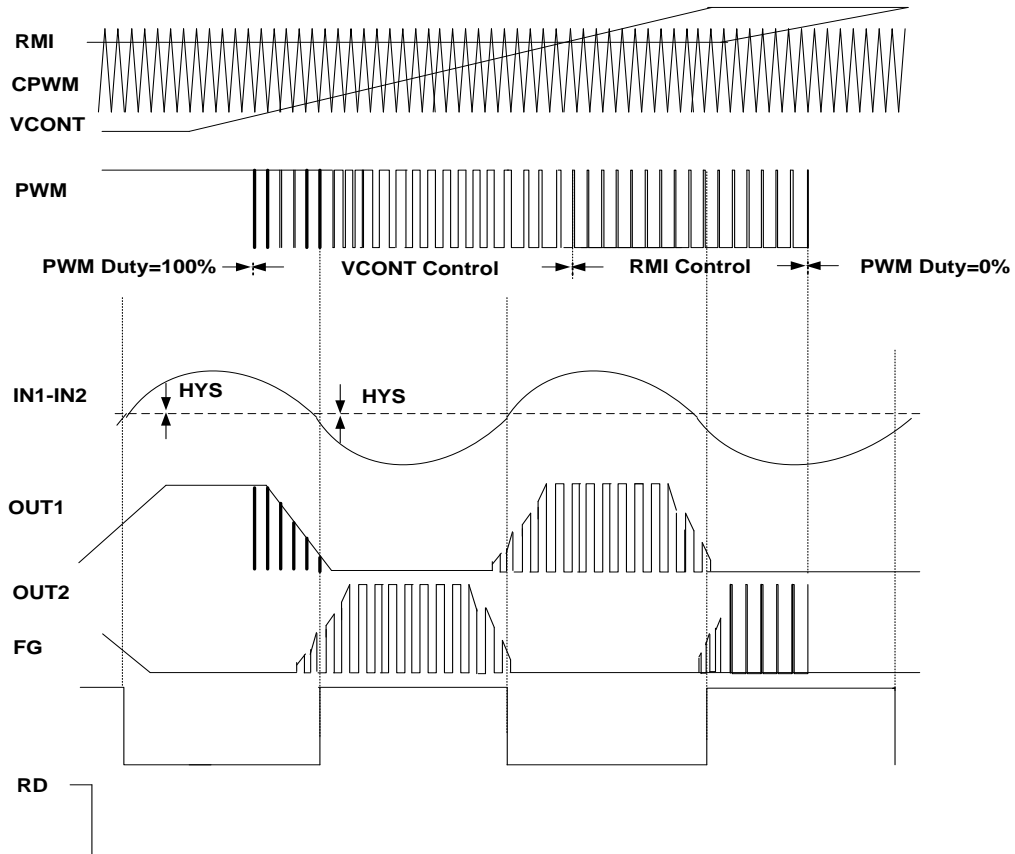 RMI
CPWM
VCONT
PWM
PWM Duty=100%
VCONT Control
RMI Control
PWM Duty=0%
IN1-IN2
HYS
HYS
OUT1
OUT2
FG
RD